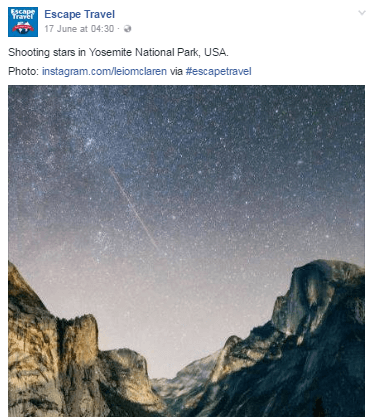 Escape
Travel
Escape Travel
17 June at 04:30 ·
Shooting stars in Yosemite National Park, USA.
Photo: instagram.com/leiomclaren via #escapetravel